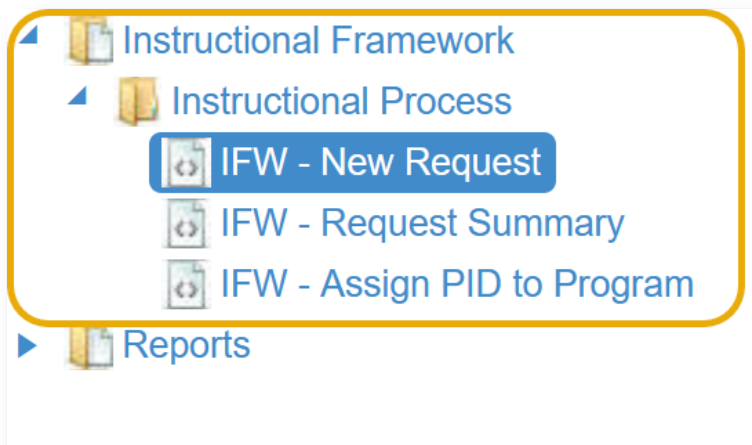 Instructional Framework
Instructional Process
IFW - New Request
IFW - Request Summary
IFW - Assign PID to Program
Reports